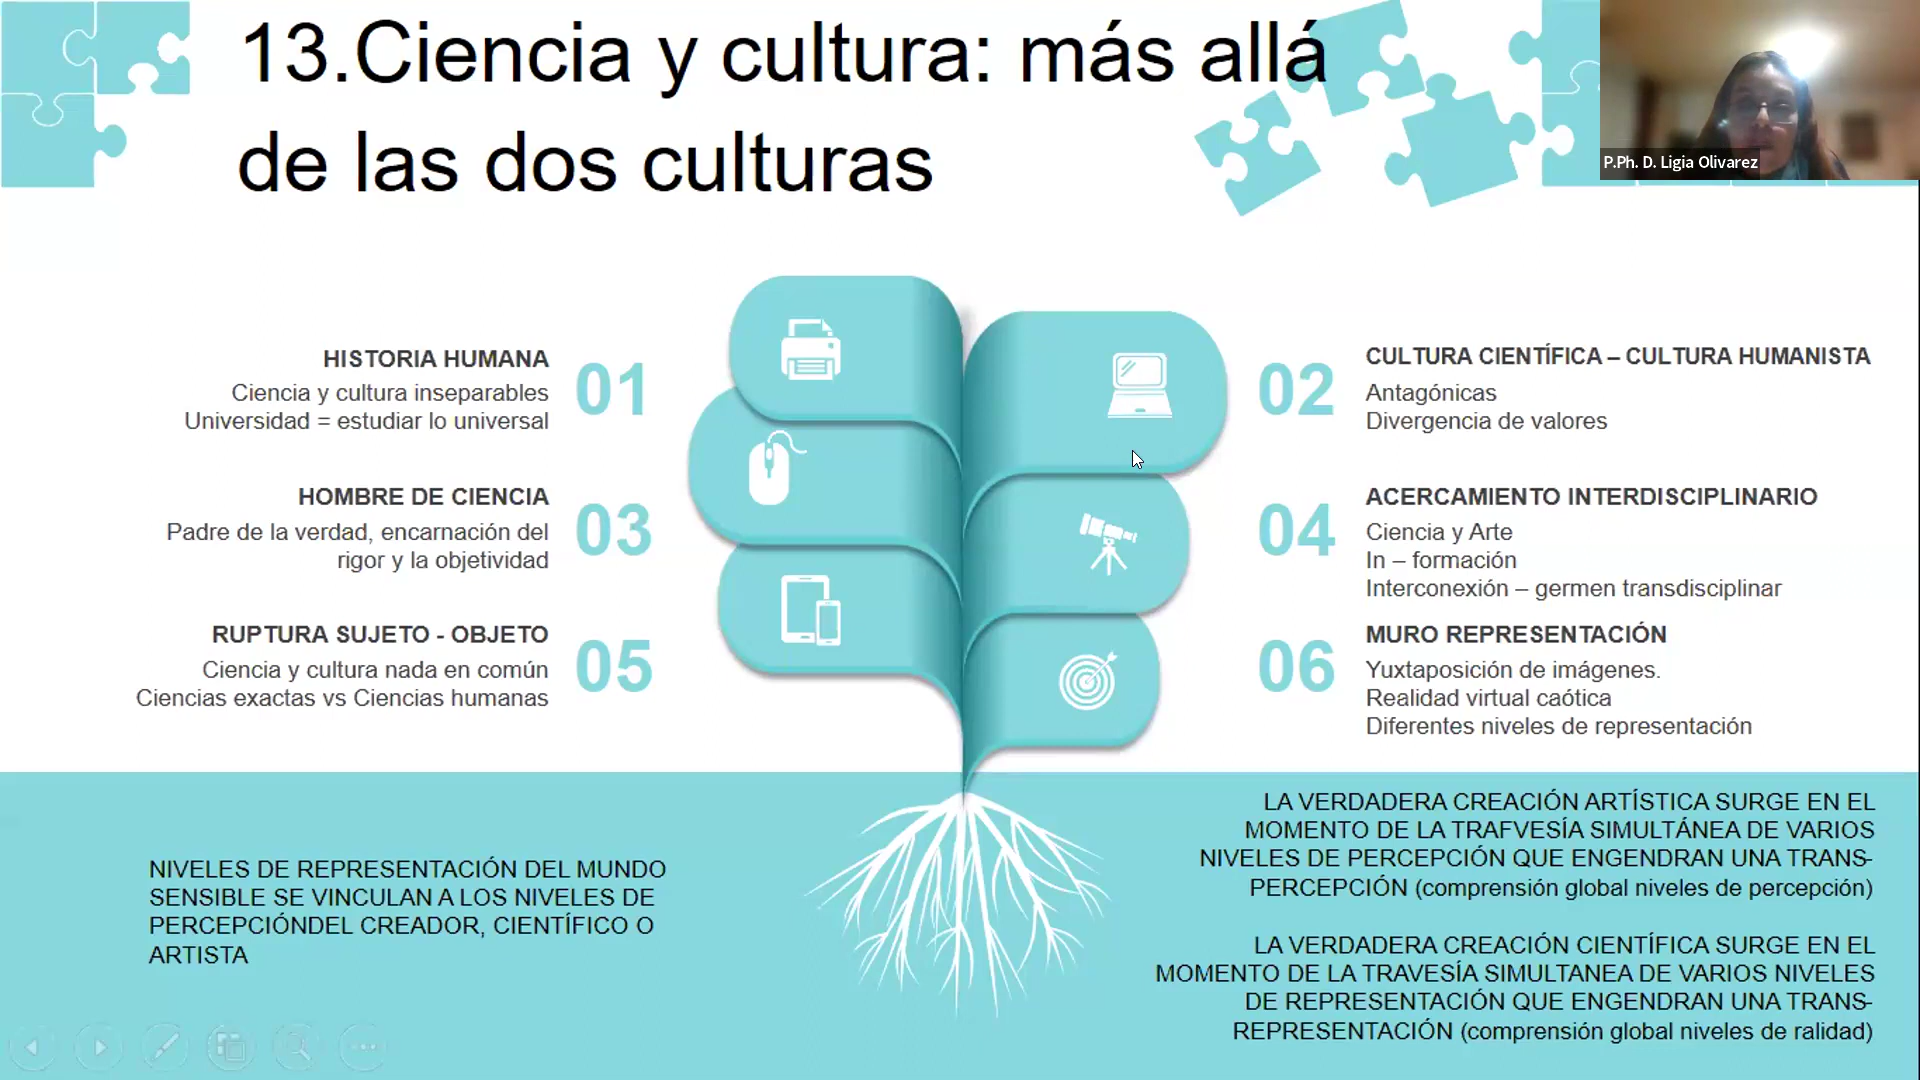 13.Ciencia y cultura: más allá
de las dos culturas
P.Ph. D. Ligia Olivarez
HISTORIA HUMANA
Ciencia y cultura inseparables
Universidad = estudiar lo universal
01
02
CULTURA CIENTÍFICA – CULTURA HUMANISTA
Antagónicas
Divergencia de valores
HOMBRE DE CIENCIA
Padre de la verdad, encarnación del
rigor y la objetividad
03
04
ACERCAMIENTO INTERDISCIPLINARIO
Ciencia y Arte
In – formación
Interconexión – germen transdisciplinar
RUPTURA SUJETO - OBJETO
Ciencia y cultura nada en común
Ciencias exactas vs Ciencias humanas
05
06
MURO REPRESENTACIÓN
Yuxtaposición de imágenes.
Realidad virtual caótica
Diferentes niveles de representación
NIVELES DE REPRESENTACIÓN DEL MUNDO
SENSIBLE SE VINCULAN A LOS NIVELES DE
PERCEPCIÓNDEL CREADOR, CIENTÍFICO O
ARTISTA
LA VERDADERA CREACIÓN ARTÍSTICA SURGE EN EL
MOMENTO DE LA TRAFVESÍA SIMULTÁNEA DE VARIOS
NIVELES DE PERCEPCIÓN QUE ENGENDRAN UNA TRANS-
PERCEPCIÓN (comprensión global niveles de percepción)
LA VERDADERA CREACIÓN CIENTÍFICA SURGE EN EL
MOMENTO DE LA TRAVESÍA SIMULTANEA DE VARIOS NIVELES
DE REPRESENTACIÓN QUE ENGENDRAN UNA TRANS-
REPRESENTACIÓN (comprensión global niveles de ralidad)